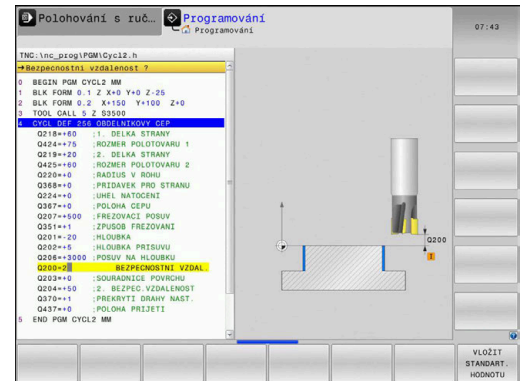 Polohování s ruč…
Programování
Programování
07:43
TNC:\nc_prog\PGM\Cycl2.h
→Bezpecnostni vzdalenost ?
0 BEGIN PGM CYCL2 MM
1 BLK FORM 0.1 Z X+0 Y+0 Z-25
2 BLK FORM 0.2 X+150 Y+100 Z+0
3 TOOL CALL 5 Z S3500
4 CYCL DEF 256 OBDELNIKOVY CEP
Q218=+60 ;1. DELKA STRANY
Q424=+75 ;ROZMER POLOTOVARU 1
Q219=+20 ;2. DELKA STRANY
Q425=+60 ;ROZMER POLOTOVARU 2
Q220=+0 ;RADIUS V ROHU
Q368=+0 ;PRIDAVEK PRO STRANU
Q224=+0 ;UHEL NATOCENI
Q367=+0 ;POLOHA CEPU
Q207=+500 ;FREZOVACI POSUV
Q351=+1 ;ZPUSOB FREZOVANI
Q201=-20 ;HLOUBKA
Q202=+5 ;HLOUBKA PRISUVU
Q206=+3000 ;POSUV NA HLOUBKU
Q200=2 BEZPECNOSTNI VZDAL.
Q203=+0 ;SOURADNICE POVRCHU
Q204=+50 ;2. BEZPEC.VZDALENOST
Q370=+1 ;PREKRYTI DRAHY NAST.
Q437=+0 ;POLOHA PRIJETI
5 END PGM CYCL2 MM
Q200
I
VLOŽIT
STANDART.
HODNOTU